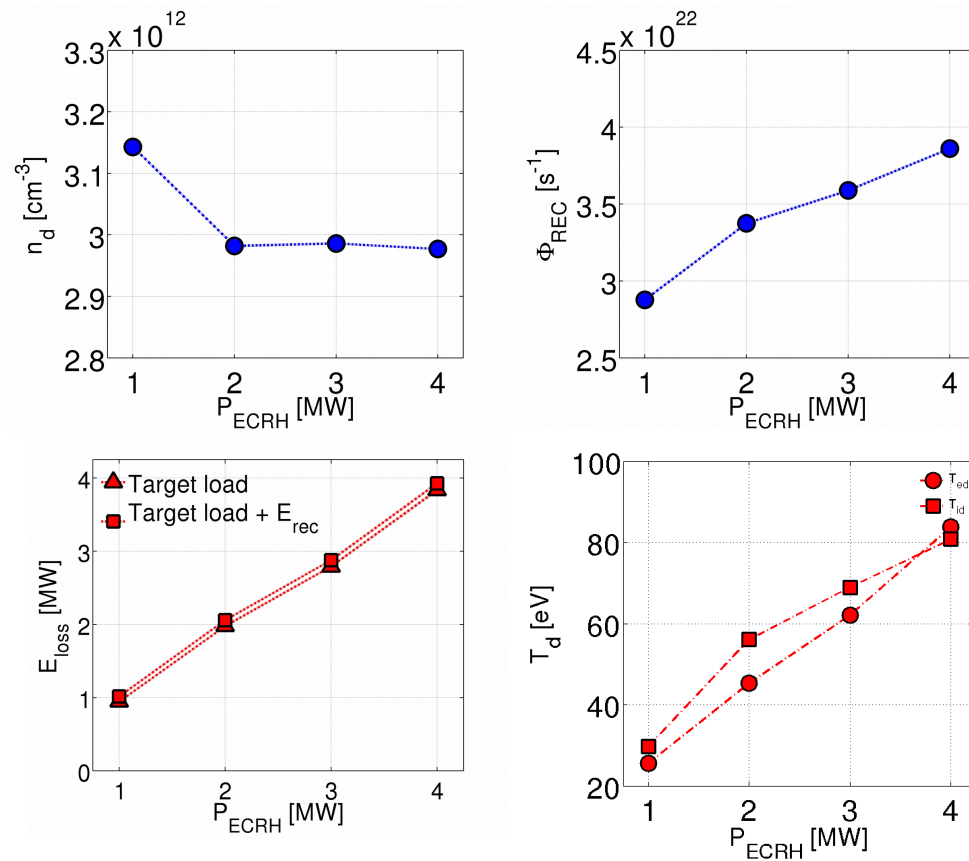 x 10^12
3.3
3.2
3.1
3
2.9
2.8
n_d [cm^-3]
1 2 3 4
P_ECRH [MW]
x 10^22
4.5
4
3.5
3
2.5
Φ_REC [s^-1]
1 2 3 4
P_ECRH [MW]
Target load
Target load + E_rec
4
3
2
1
0
E_loss [MW]
1 2 3 4
P_ECRH [MW]
T_ed
T_id
100
80
60
40
20
T_d [eV]
1 2 3 4
P_ECRH [MW]